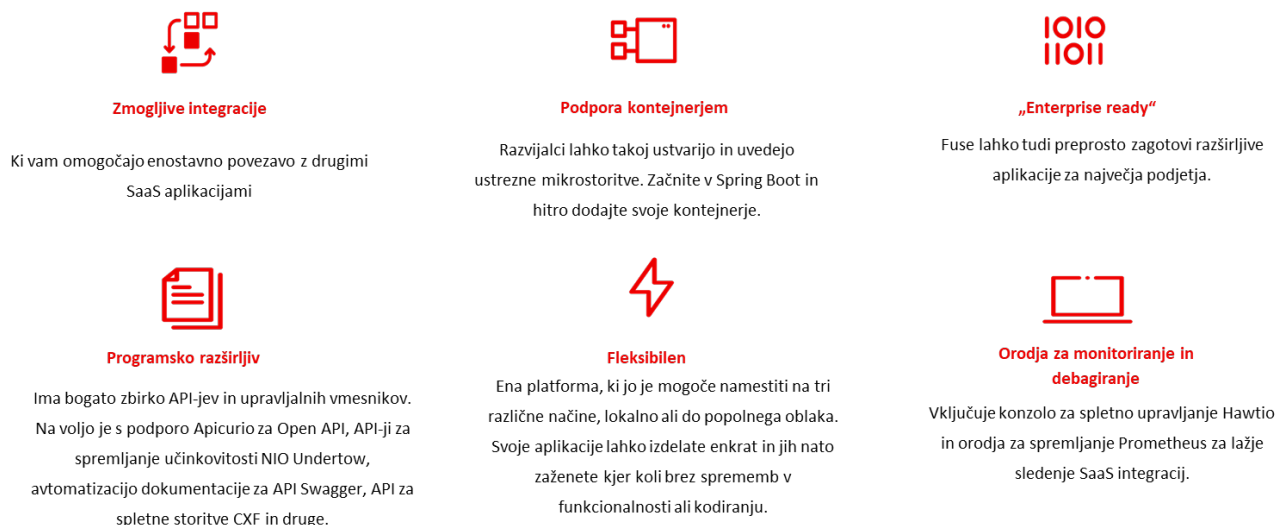 1010
11011
Zmogljive integracije
Ki vam omogočajo enostavno povezavo z drugimi
SaaS aplikacijami
Podpora kontejnerjem
Razvijalci lahko takoj ustvarijo in uvedejo
ustrezne mikrostoritve. Začnite v Spring Boot in
hitro dodajte svoje kontejnerje.
„Enterprise ready“
Fuse lahko tudi preprosto zagotovi razširljive
aplikacije za največja podjetja.
Programsko razširljiv
Ima bogato zbirko API-jev in upravljalnih vmesnikov.
Na voljo je s podporo Apicurio za Open API, API-ji za
spremljanje učinkovitosti NIO Undertow,
avtomatizacijo dokumentacije za API Swagger, API za
spletne storitve CXF in druge.
Fleksibilen
Ena platforma, ki jo je mogoče namestiti na tri
različne načine, lokalno ali do popolnega oblaka.
Svoje aplikacije lahko izdelate enkrat in jih nato
zaženete kjer koli brez sprememb v
funkcionalnosti ali kodiranju.
Orodja za monitoriranje in
debagiranje
Vključuje konzolo za spletno upravljanje Hawtio
in orodja za spremljanje Prometheus za lažje
sledenje SaaS integracij.